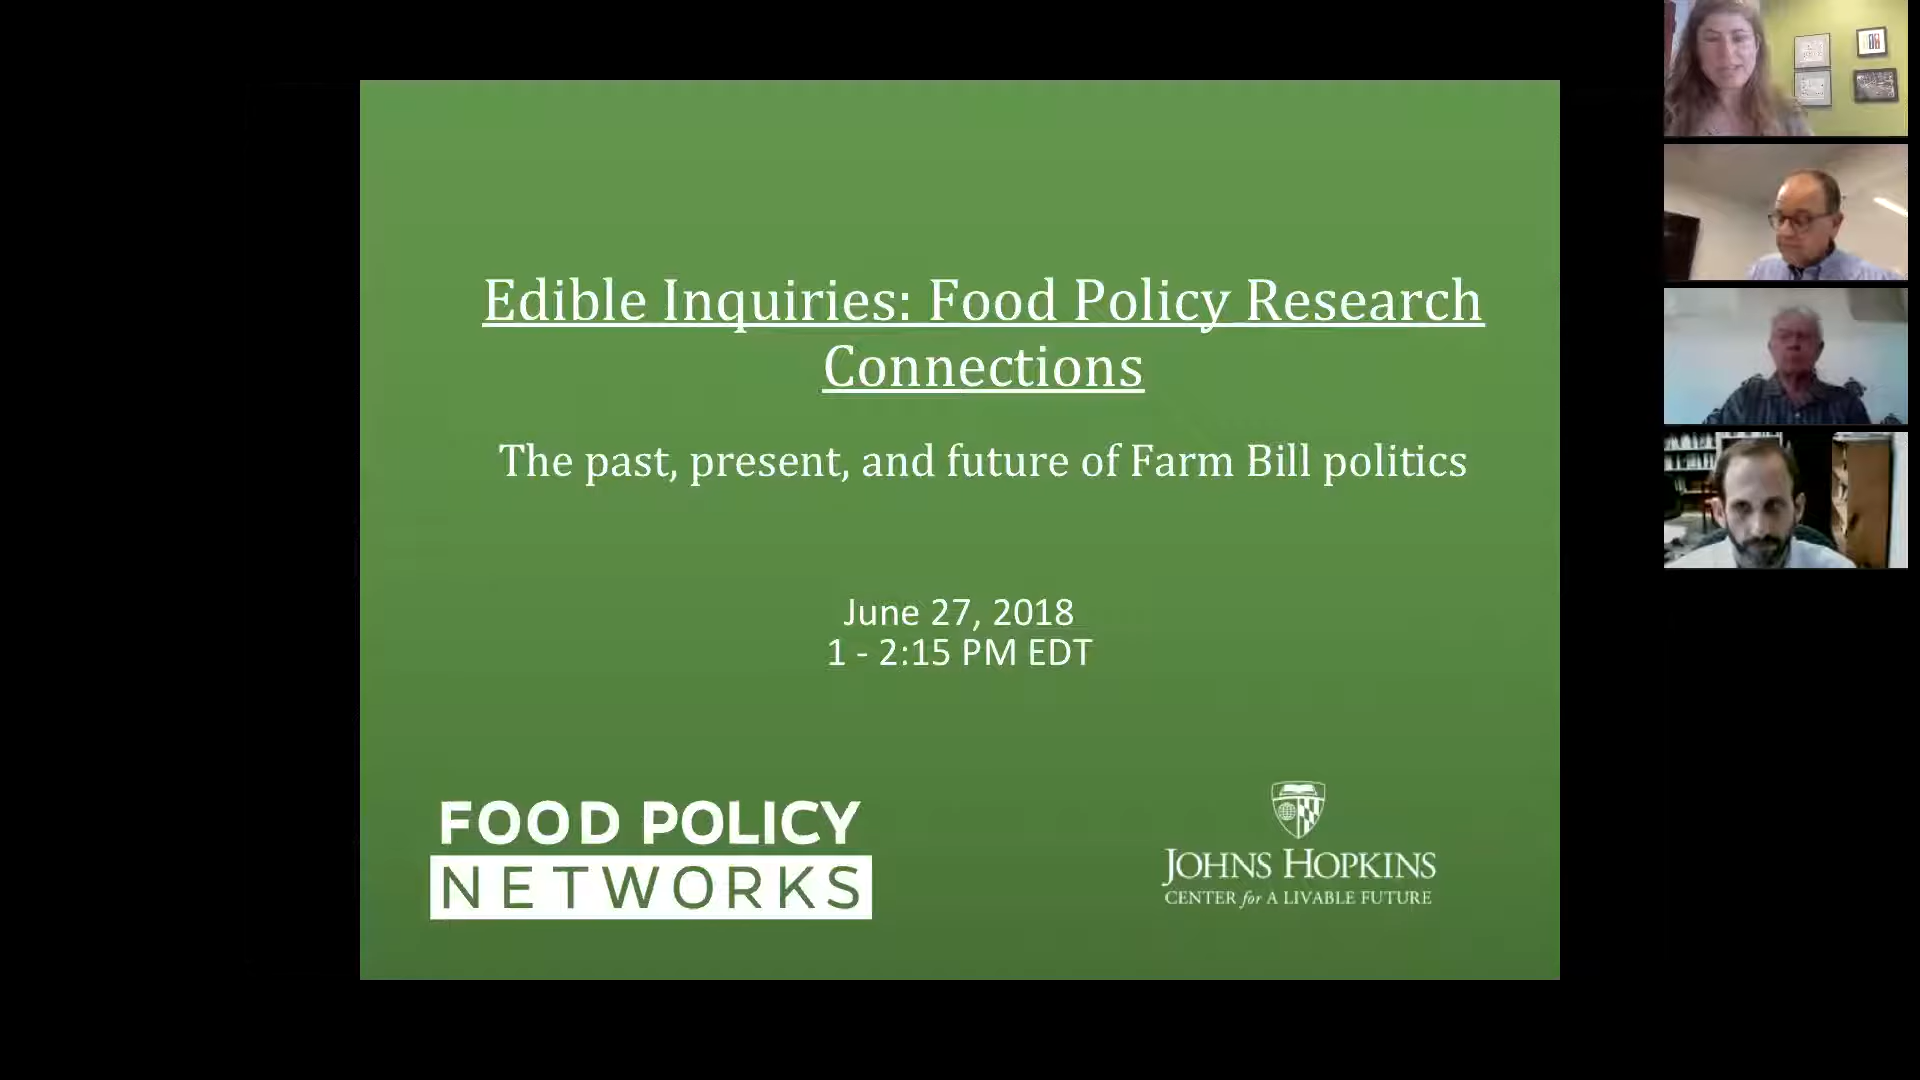 Edible Inquiries: Food Policy Research
Connections
The past, present, and future of Farm Bill politics
June 27, 2018
1 - 2:15 PM EDT
FOOD POLICY
NETWORKS
JOHNS HOPKINS
CENTER for A LIVABLE FUTURE